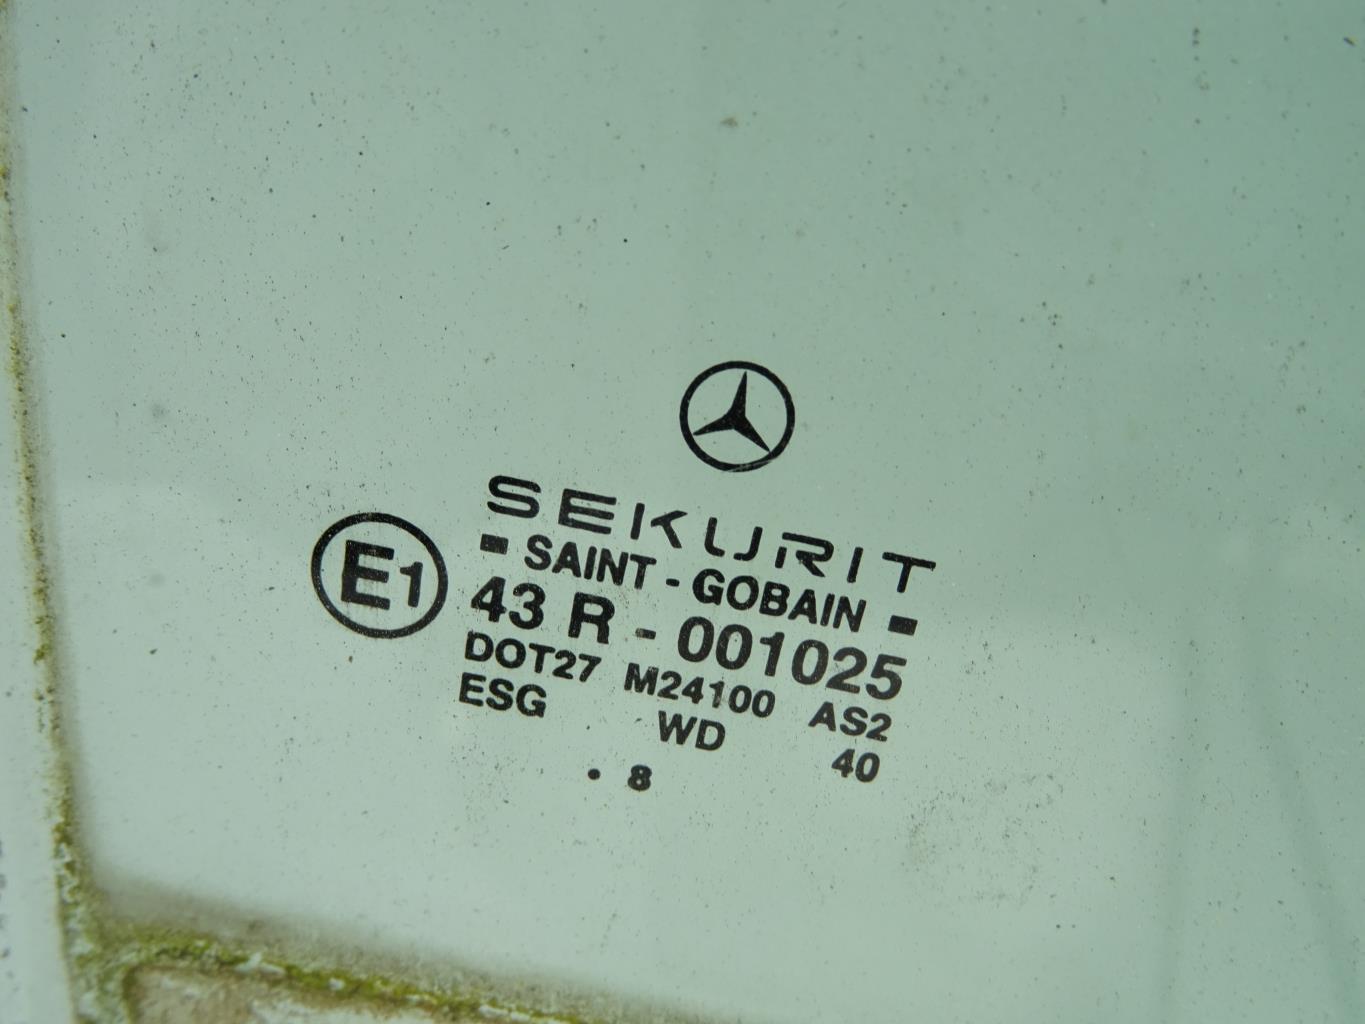 SEKURIT
SAINT - GOBAIN
E1
43 R - 001025
DOT27 M24100 AS2
ESG WD 40
. 8